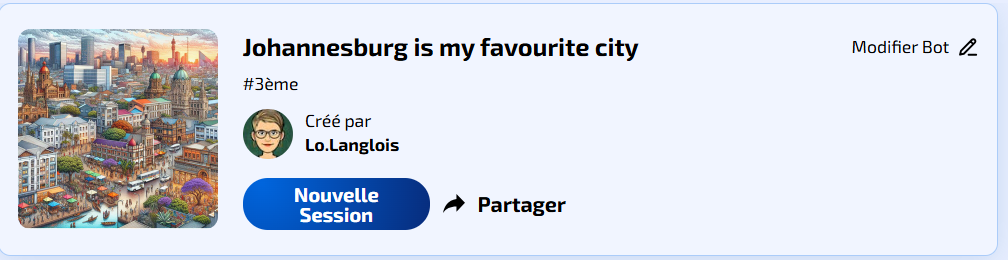 Johannesburg is my favourite city
Modifier Bot
#3ème
Créé par
Lo.Langlois
Nouvelle
Session
Partager